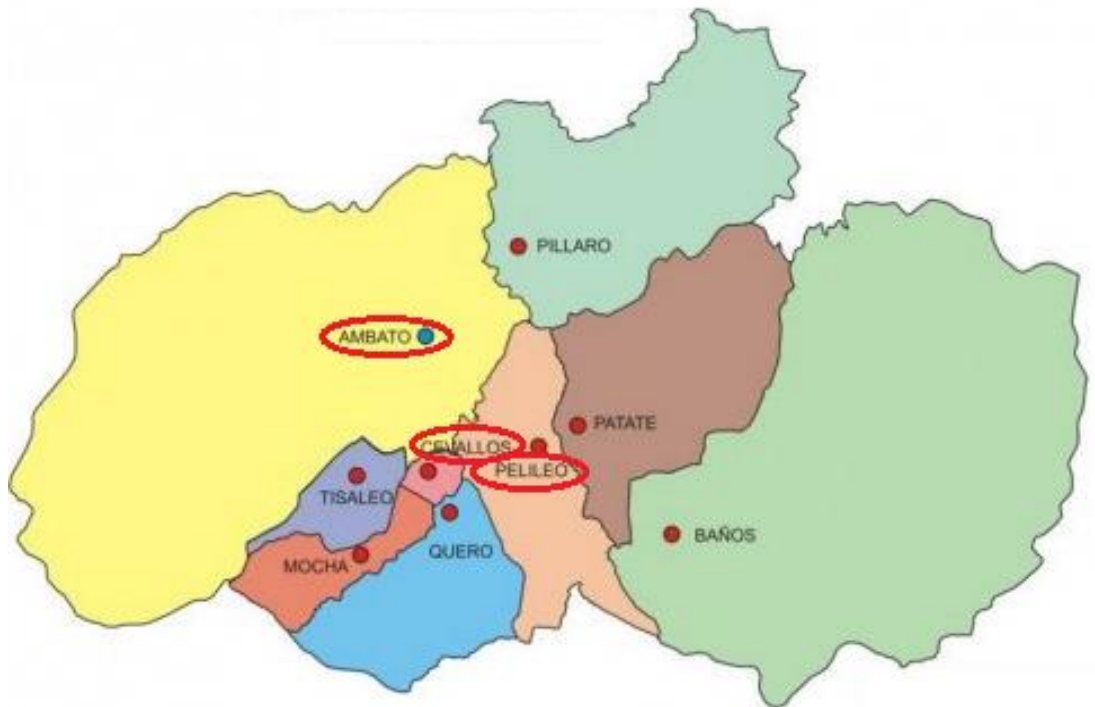 PILLARO
AMBATO
PATATE
CEVALLOS
PELILEO
TISALEO
BAÑOS
QUERO
MOCHA